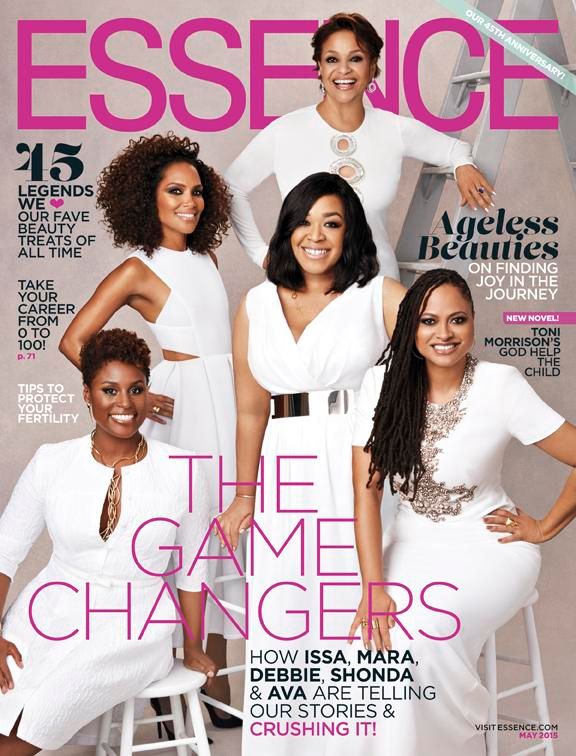 ESSENCE
OUR 45TH ANNIVERSARY!
45
LEGENDS
WE ❤
OUR FAVE
BEAUTY
TREATS OF
ALL TIME
TAKE
YOUR
CAREER
FROM
0 TO
100!
p. 71
TIPS TO
PROTECT
YOUR
FERTILITY
Ageless
Beauties
ON FINDING
JOY IN THE
JOURNEY
NEW NOVEL!
TONI
MORRISON'S
GOD HELP
THE
CHILD
THE
GAME
CHANGERS
HOW ISSA, MARA,
DEBBIE, SHONDA
& AVA ARE TELLING
OUR STORIES &
CRUSHING IT!
VISIT ESSENCE.COM
MAY 2015